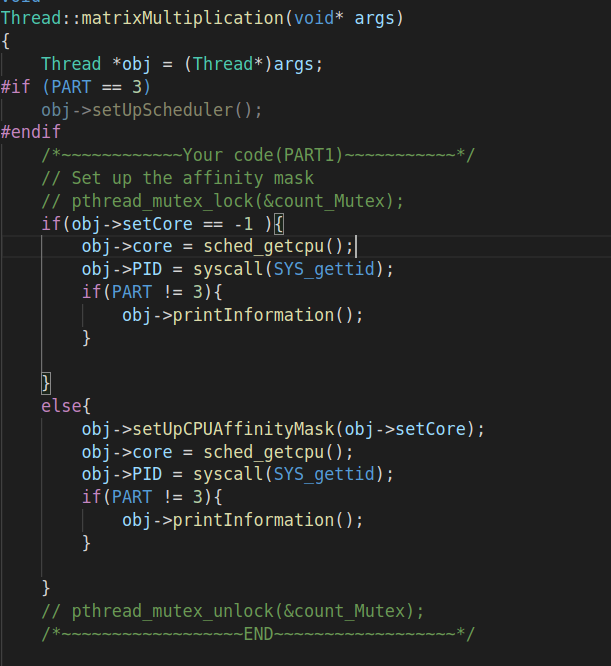 void
Thread::matrixMultiplication(void* args)
{
    Thread *obj = (Thread*)args;
#if (PART == 3)
    obj->setUpScheduler();
#endif
    /*~~~~~~~~~~~~Your code(PART1)~~~~~~~~~~~*/
    // Set up the affinity mask
    // pthread_mutex_lock(&count_Mutex);
    if(obj->setCore == -1 ){
        obj->core = sched_getcpu();
        obj->PID = syscall(SYS_gettid);
        if(PART != 3){
            obj->printInformation();
        }
    }
    else{
        obj->setUpCPUAffinityMask(obj->setCore);
        obj->core = sched_getcpu();
        obj->PID = syscall(SYS_gettid);
        if(PART != 3){
            obj->printInformation();
        }
    }
    // pthread_mutex_unlock(&count_Mutex);
    /*~~~~~~~~~~~~~~~~~~END~~~~~~~~~~~~~~~~~~*/